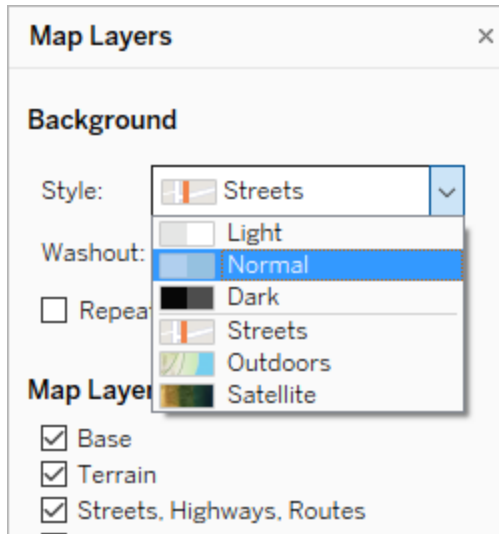 Map Layers
Background
Style: Streets
Light
Washout: Normal
Dark
Repea
Streets
Outdoors
Map Layer
Satellite
Base
Terrain
Streets, Highways, Routes